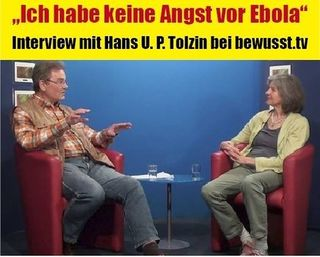 „Ich habe keine Angst vor Ebola“
Interview mit Hans U. P. Tolzin bei bewusst.tv